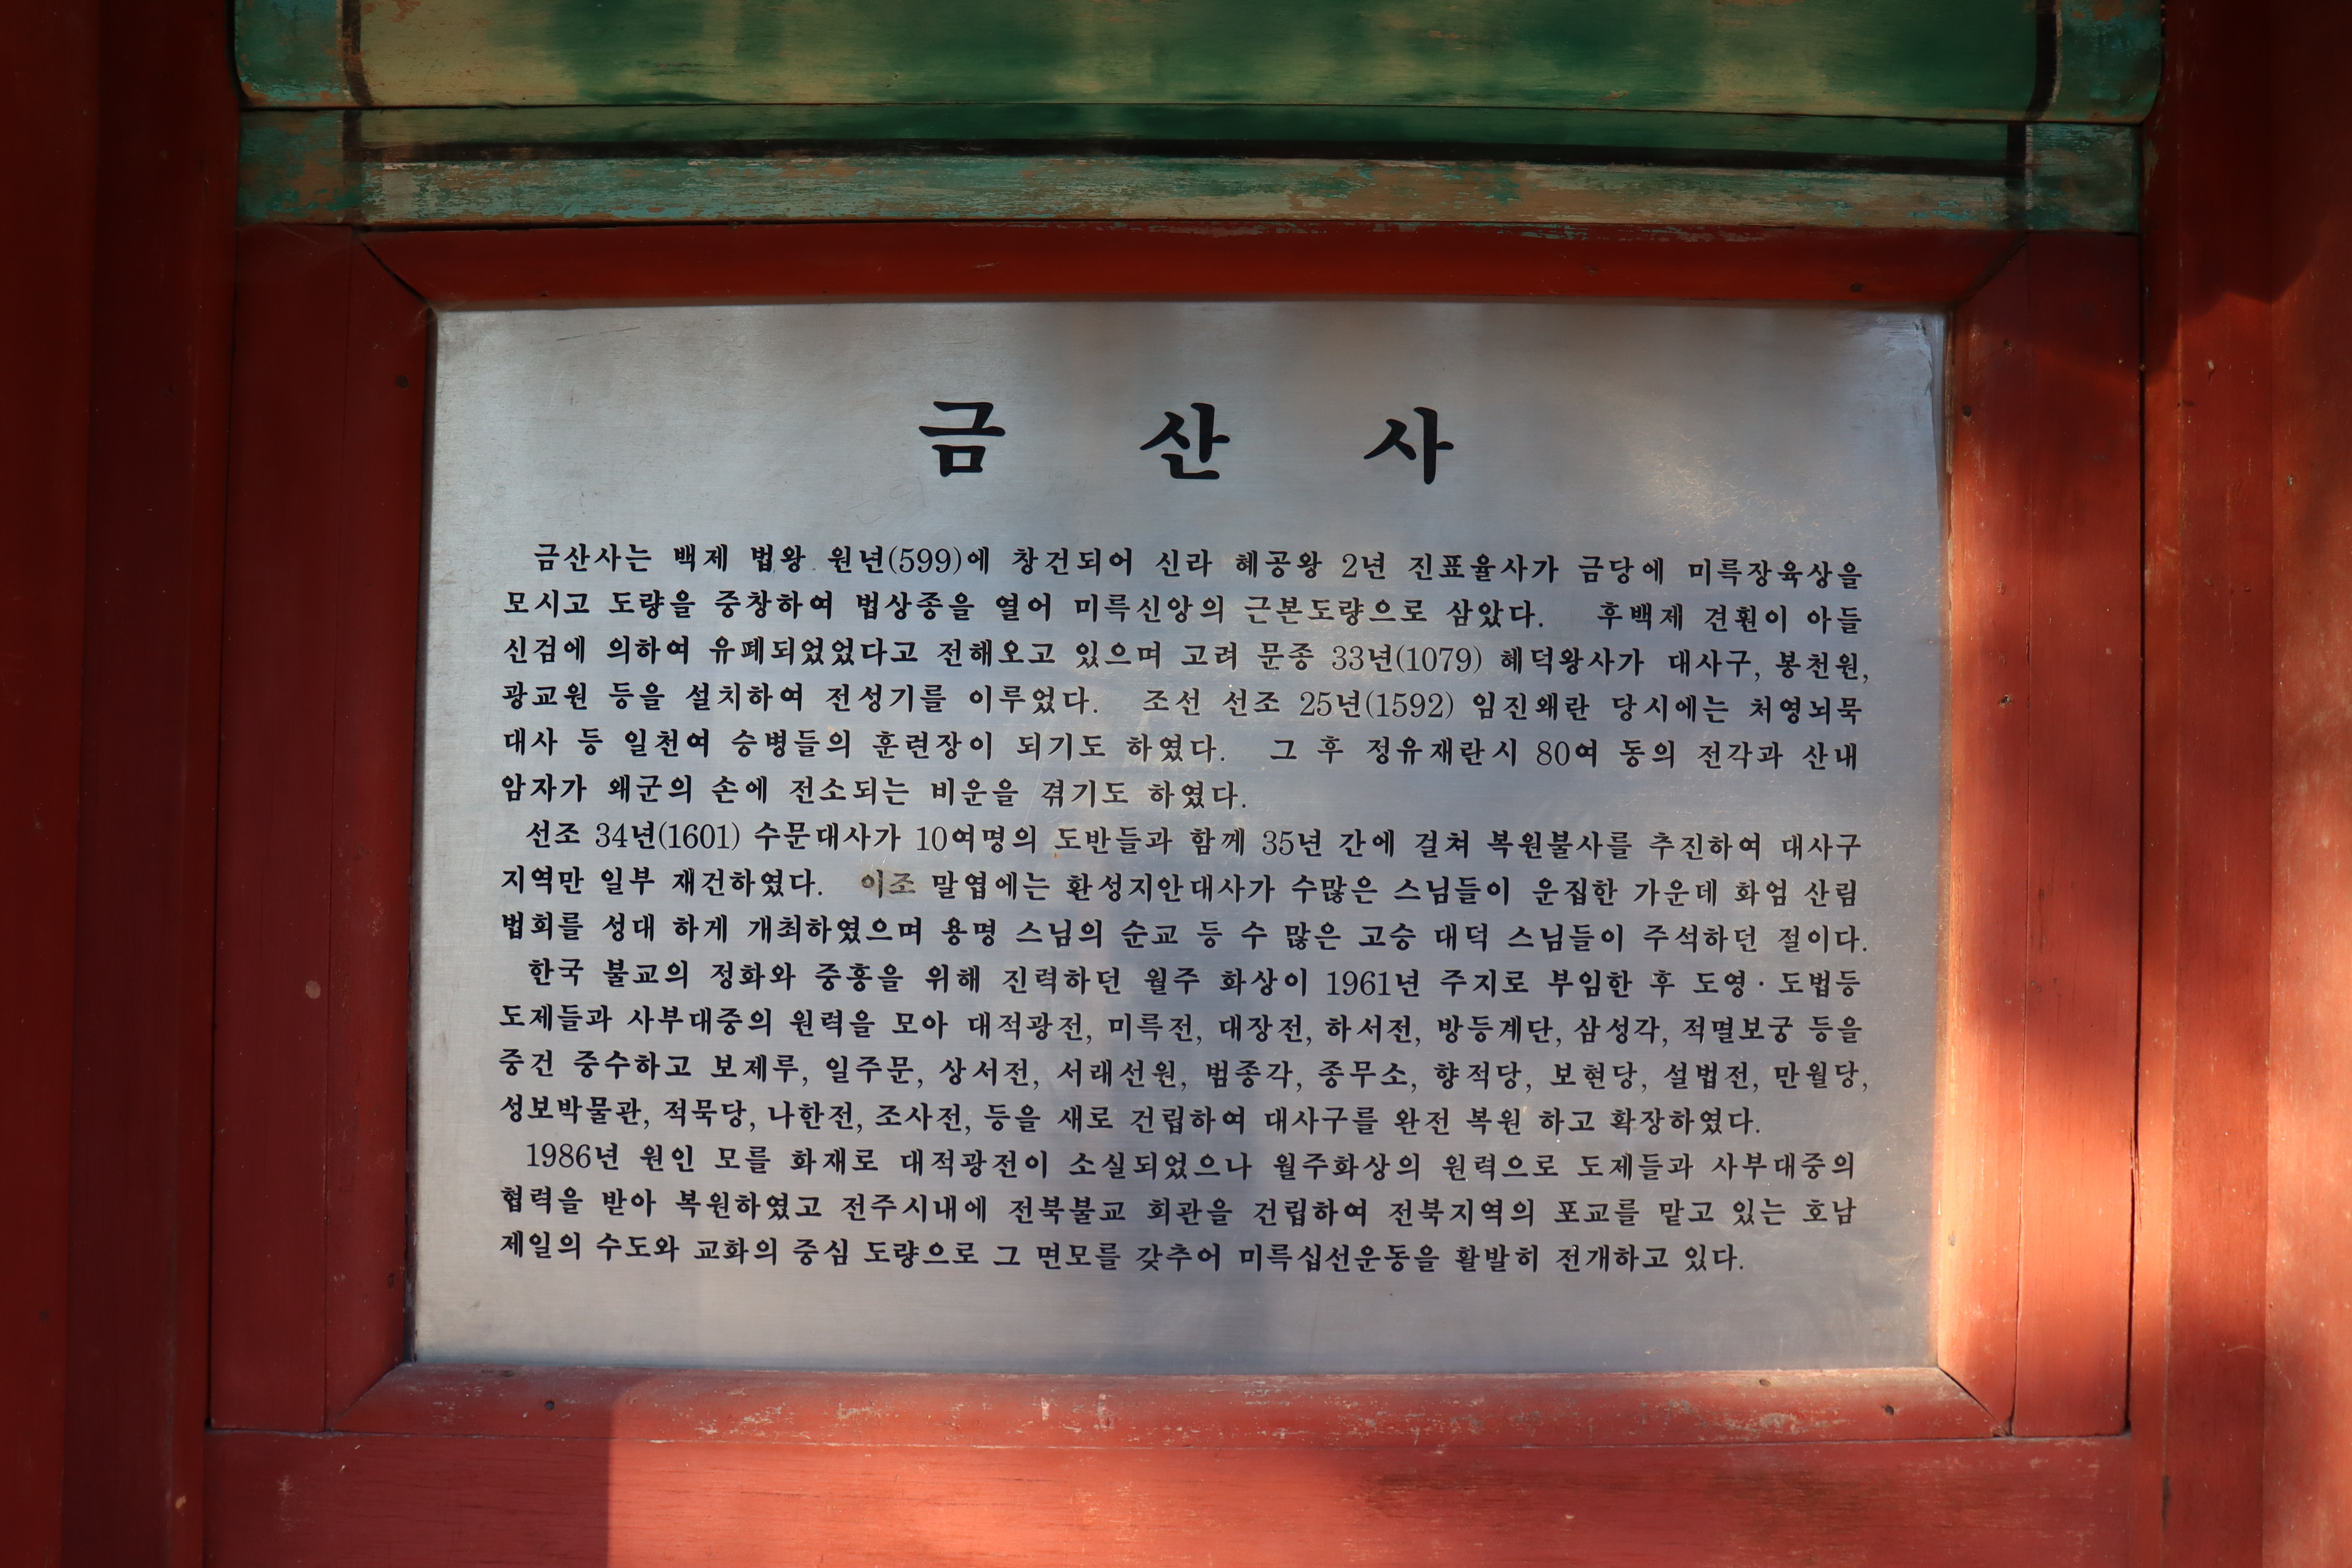 금 산 사
금산사는 백제 법왕 원년(599)에 창건되어 신라 혜공왕 2년 진표율사가 금당에 미륵장육상을
모시고 도량을 중창하여 법상종을 열어 미륵신앙의 근본도량으로 삼았다. 후백제 견훤이 아들
신검에 의하여 유폐되었었다고 전해오고 있으며 고려 문종 33년(1079) 혜덕왕사가 대사구, 봉천원,
광교원 등을 설치하여 전성기를 이루었다. 조선 선조 25년(1592) 임진왜란 당시에는 처영뇌묵
대사 등 일천여 승병들의 훈련장이 되기도 하였다. 그 후 정유재란시 80여 동의 전각과 산내
암자가 왜군의 손에 전소되는 비운을 겪기도 하였다.
선조 34년(1601) 수문대사가 10여명의 도반들과 함께 35년 간에 걸쳐 복원불사를 추진하여 대사구
지역만 일부 재건하였다. 이조 말엽에는 환성지안대사가 수많은 스님들이 운집한 가운데 화엄 산림
법회를 성대 하게 개최하였으며 용명 스님의 순교 등 수 많은 고승 대덕 스님들이 주석하던 절이다.
한국 불교의 정화와 중흥을 위해 진력하던 월주 화상이 1961년 주지로 부임한 후 도영·도법등
도제들과 사부대중의 원력을 모아 대적광전, 미륵전, 대장전, 하서전, 방등계단, 삼성각, 적멸보궁 등을
중건 중수하고 보제루, 일주문, 상서전, 서래선원, 범종각, 종무소, 향적당, 보현당, 설법전, 만월당,
성보박물관, 적묵당, 나한전, 조사전, 등을 새로 건립하여 대사구를 완전 복원 하고 확장하였다.
1986년 원인 모를 화재로 대적광전이 소실되었으나 월주화상의 원력으로 도제들과 사부대중의
협력을 받아 복원하였고 전주시내에 전북불교 회관을 건립하여 전북지역의 포교를 맡고 있는 호남
제일의 수도와 교화의 중심 도량으로 그 면모를 갖추어 미륵십선운동을 활발히 전개하고 있다.